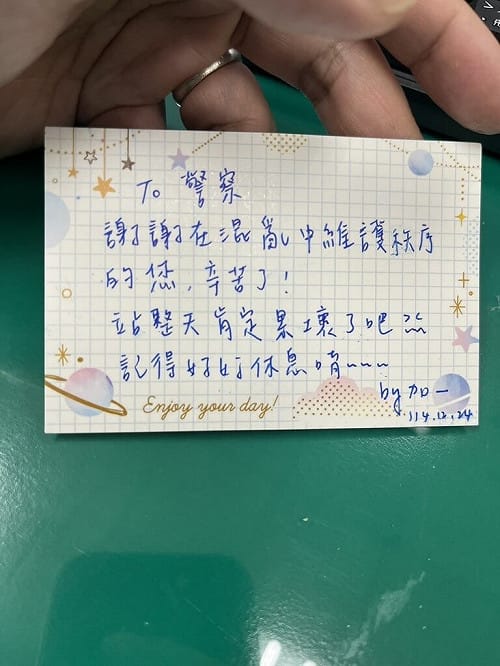 To 警察
謝謝在混亂中維護秩序
的您,辛苦了!
站整天肯定累壞了吧
記得好好休息唷~~~
by 加一
114.12.24
Enjoy your day!